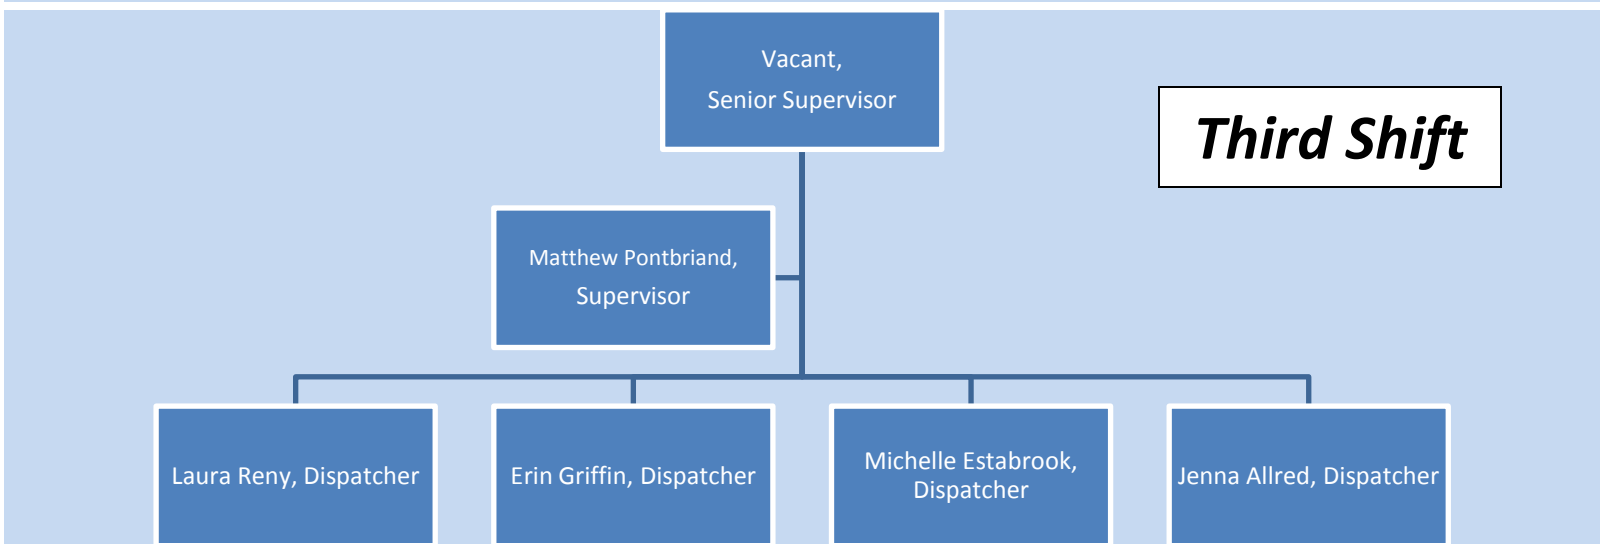 Vacant,
Senior Supervisor
Third Shift
Matthew Pontbriand,
Supervisor
Laura Reny, Dispatcher
Erin Griffin, Dispatcher
Michelle Estabrook,
Dispatcher
Jenna Allred, Dispatcher